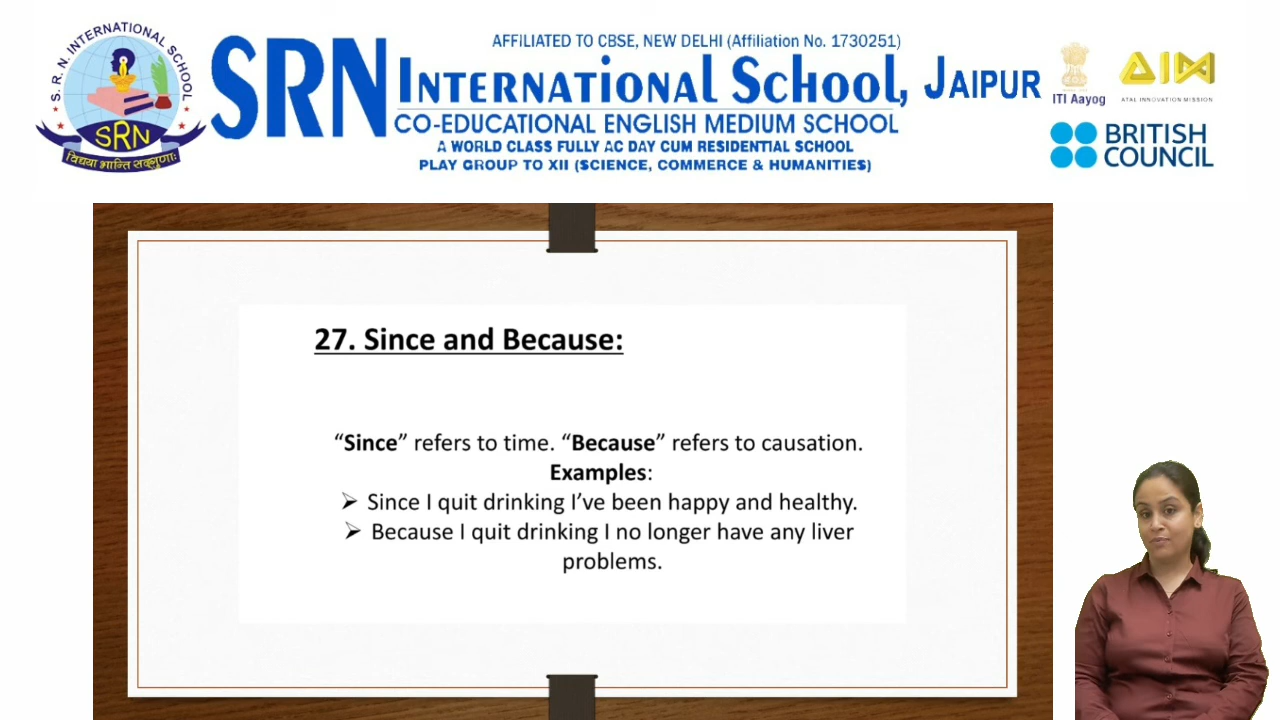 S. R. N. INTERNATIONAL SCHOOL
SRN
विद्यया भान्ति सद्गुणाः
SRN INTERNATIONAL SCHOOL, JAIPUR
AFFILIATED TO CBSE, NEW DELHI (Affiliation No. 1730251)
CO-EDUCATIONAL ENGLISH MEDIUM SCHOOL
A WORLD CLASS FULLY AC DAY CUM RESIDENTIAL SCHOOL
PLAY GROUP TO XII (SCIENCE, COMMERCE & HUMANITIES)
ITI Aayog
AIM
ATAL INNOVATION MISSION
BRITISH
COUNCIL
27. Since and Because:
“Since” refers to time. “Because” refers to causation.
Examples:
➢ Since I quit drinking I’ve been happy and healthy.
➢ Because I quit drinking I no longer have any liver
problems.